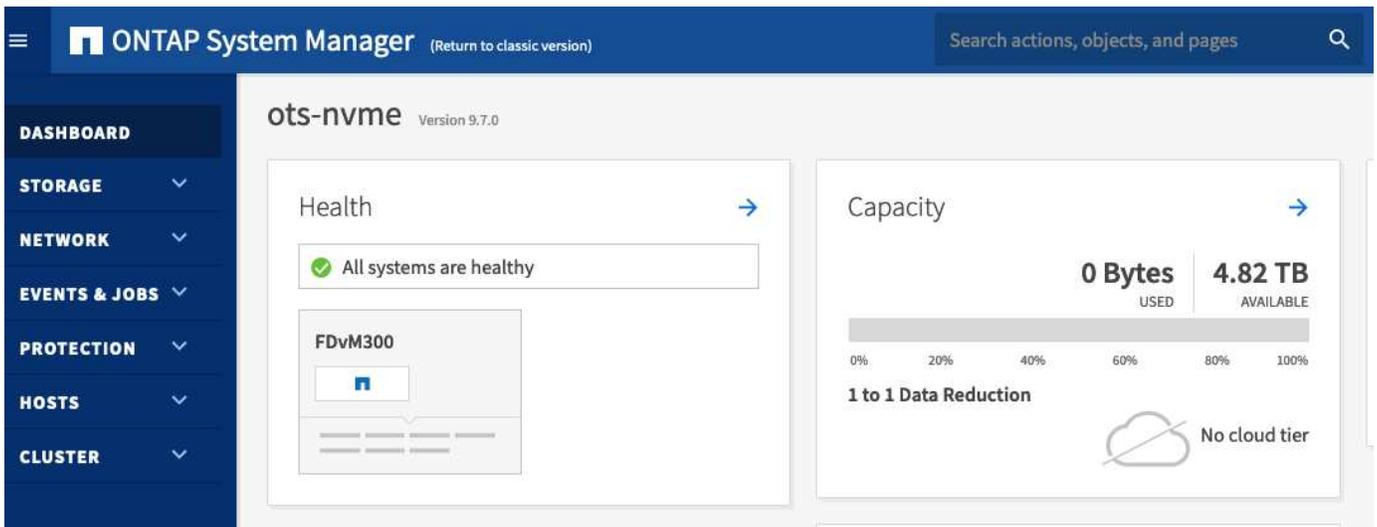 ONTAP System Manager (Return to classic version)
Search actions, objects, and pages
DASHBOARD
STORAGE
NETWORK
EVENTS & JOBS
PROTECTION
HOSTS
CLUSTER
ots-nvme Version 9.7.0
Health
All systems are healthy
FDvM300
Capacity
0 Bytes 4.82 TB
USED AVAILABLE
0% 20% 40% 60% 80% 100%
1 to 1 Data Reduction
No cloud tier